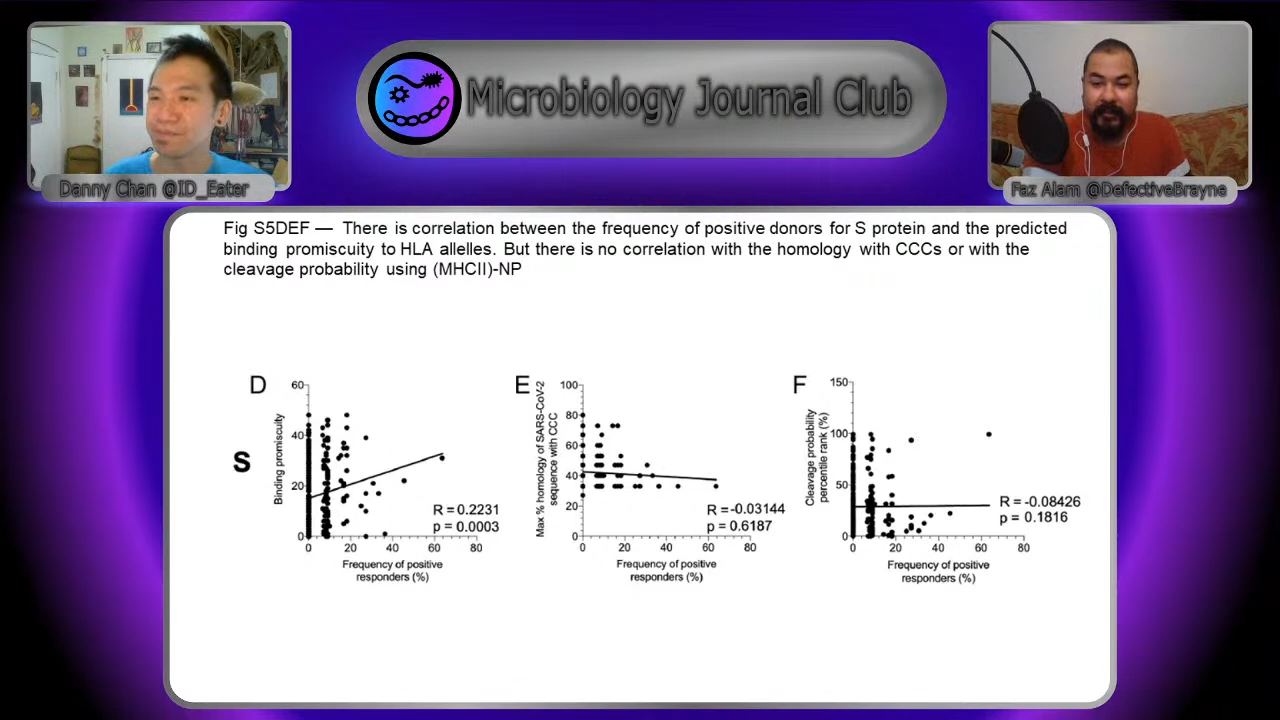 Microbiology Journal Club
Danny Chan @ID_Eater
Faz Alam @DefectiveBrayne
Fig S5DEF — There is correlation between the frequency of positive donors for S protein and the predicted
binding promiscuity to HLA allelles. But there is no correlation with the homology with CCCs or with the
cleavage probability using (MHCII)-NP
S
D
Binding promiscuity
60
40
20
0
R = 0.2231
p = 0.0003
0 20 40 60 80
Frequency of positive
responders (%)
E
Max % homology of SARS-CoV-2
sequence with CCC
100
80
60
40
20
0
R = -0.03144
p = 0.6187
0 20 40 60 80
Frequency of positive
responders (%)
F
Cleavage probability
percentile rank (%)
150
100
50
0
R = -0.08426
p = 0.1816
0 20 40 60 80
Frequency of positive
responders (%)